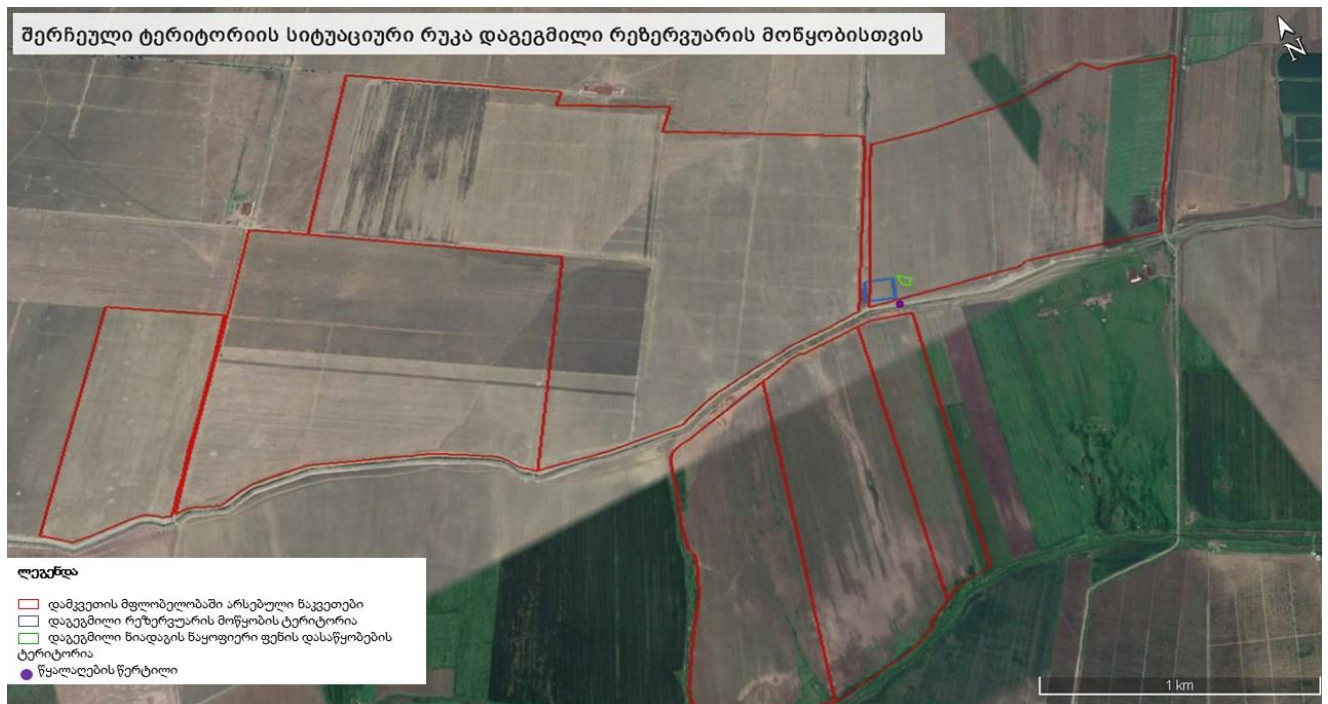 შერჩეული ტერიტორიის სიტუაციური რუკა დაგეგმილი რეზერვუარის მოწყობისთვის
N
ლეგენდა
დამკვეთის მფლობელობაში არსებული ნაკვეთები
დაგეგმილი რეზერვუარის მოწყობის ტერიტორია
დაგეგმილი ნიადაგის ნაყოფიერი ფენის დასაწყობების
ტერიტორია
წყალაღების წერტილი
1 km